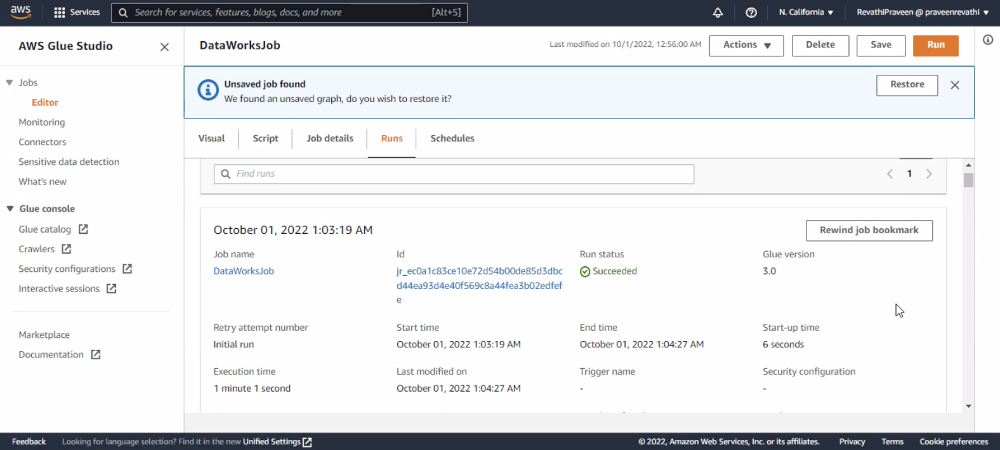 aws
Services
Search for services, features, blogs, docs, and more
[Alt+S]
N. California
RevathiPraveen @ praveenrevathi
AWS Glue Studio
DataWorksJob
Last modified on 10/1/2022, 12:56:00 AM
Actions
Delete
Save
Run
Jobs
Editor
Monitoring
Connectors
Sensitive data detection
What's new
Glue console
Glue catalog
Crawlers
Security configurations
Interactive sessions
Marketplace
Documentation
Unsaved job found
We found an unsaved graph, do you wish to restore it?
Restore
Visual
Script
Job details
Runs
Schedules
Find runs
1
October 01, 2022 1:03:19 AM
Rewind job bookmark
Job name
DataWorksJob
Id
jr_ec0a1c83ce10e72d54b00de85d3dbc
d44ea93d4e40f569c8a44fea3b02edfef
e
Run status
Succeeded
Glue version
3.0
Retry attempt number
Initial run
Start time
October 01, 2022 1:03:19 AM
End time
October 01, 2022 1:04:27 AM
Start-up time
6 seconds
Execution time
1 minute 1 second
Last modified on
October 01, 2022 1:04:27 AM
Trigger name
-
Security configuration
-
Feedback
Looking for language selection? Find it in the new Unified Settings
© 2022, Amazon Web Services, Inc. or its affiliates.
Privacy
Terms
Cookie preferences